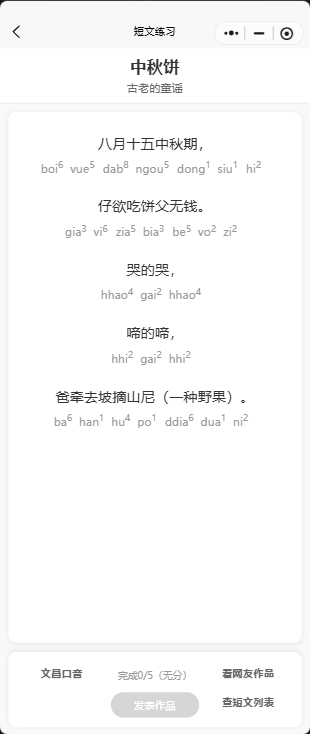 短文练习
中秋饼
古老的童谣
八月十五中秋期，
boi⁶ vue⁵ dab⁸ ngou⁵ dong¹ siu¹ hi²
仔欲吃饼父无钱。
gia³ vi⁶ zia⁵ bia³ be⁵ vo² zi²
哭的哭，
hhao⁴ gai² hhao⁴
啼的啼，
hhi² gai² hhi²
爸牵去坡摘山尼（一种野果）。
ba⁶ han¹ hu⁴ po¹ ddia⁶ dua¹ ni²
文昌口音 完成0/5（无分） 看网友作品
发表作品 查短文列表